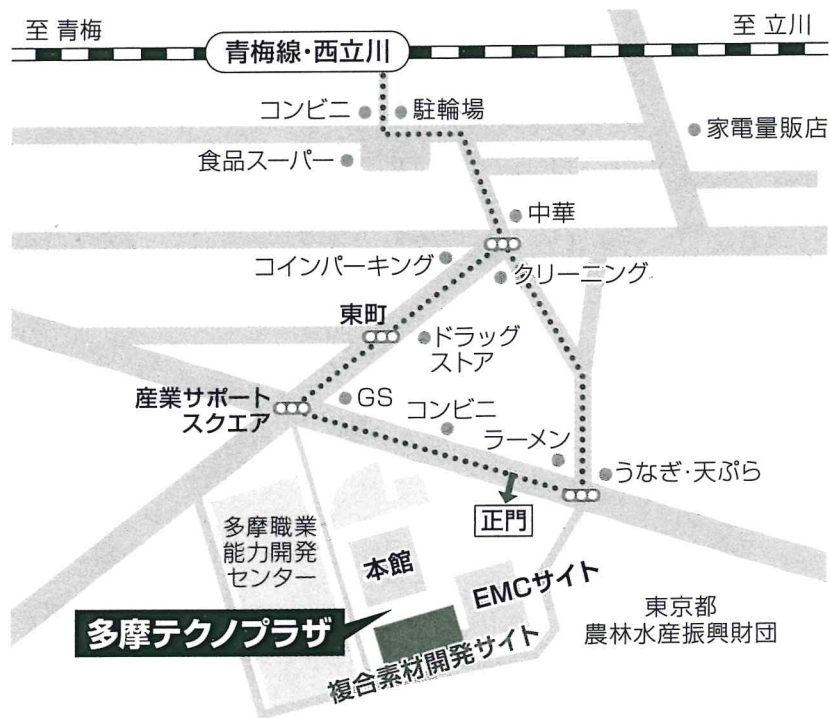 至 青梅
至 立川
青梅線・西立川
コンビニ
駐輪場
家電量販店
食品スーパー
中華
コインパーキング
クリーニング
東町
ドラッグ
ストア
産業サポート
スクエア
GS
コンビニ
ラーメン
うなぎ・天ぷら
正門
多摩職業
能力開発
センター
本館
EMCサイト
東京都
農林水産振興財団
多摩テクノプラザ
複合素材開発サイト